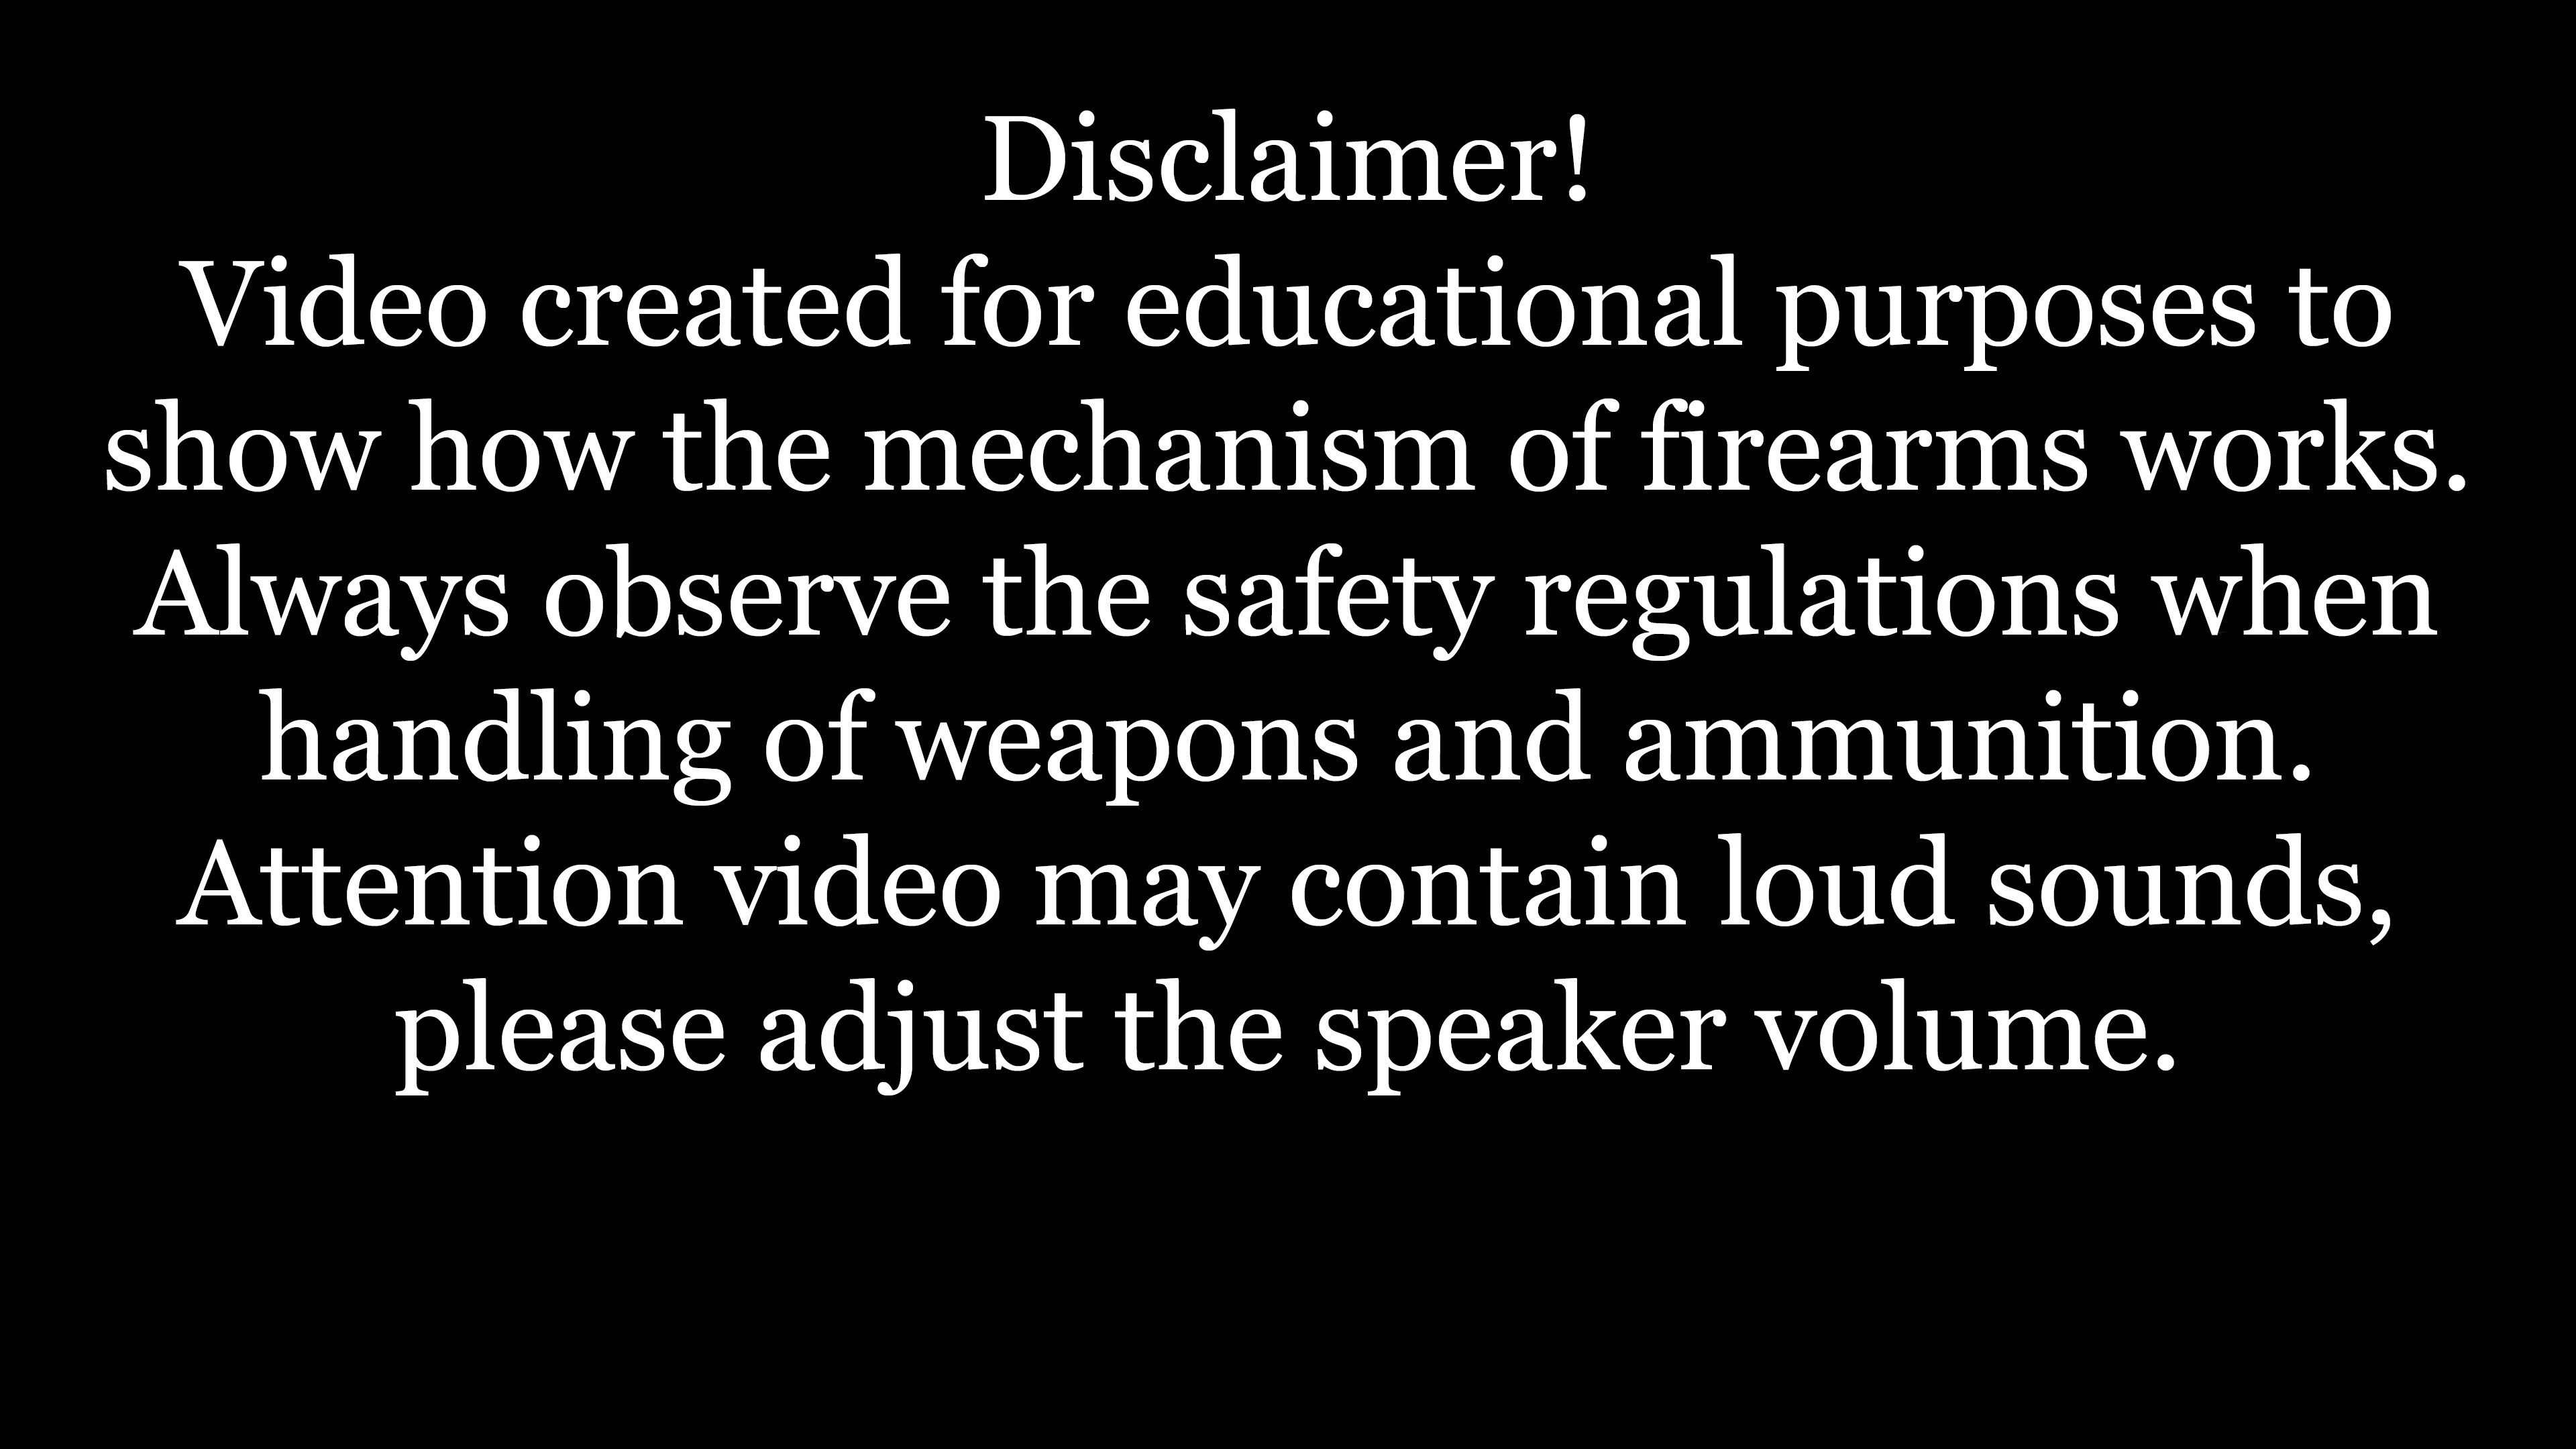 Disclaimer!
Video created for educational purposes to
show how the mechanism of firearms works.
Always observe the safety regulations when
handling of weapons and ammunition.
Attention video may contain loud sounds,
please adjust the speaker volume.